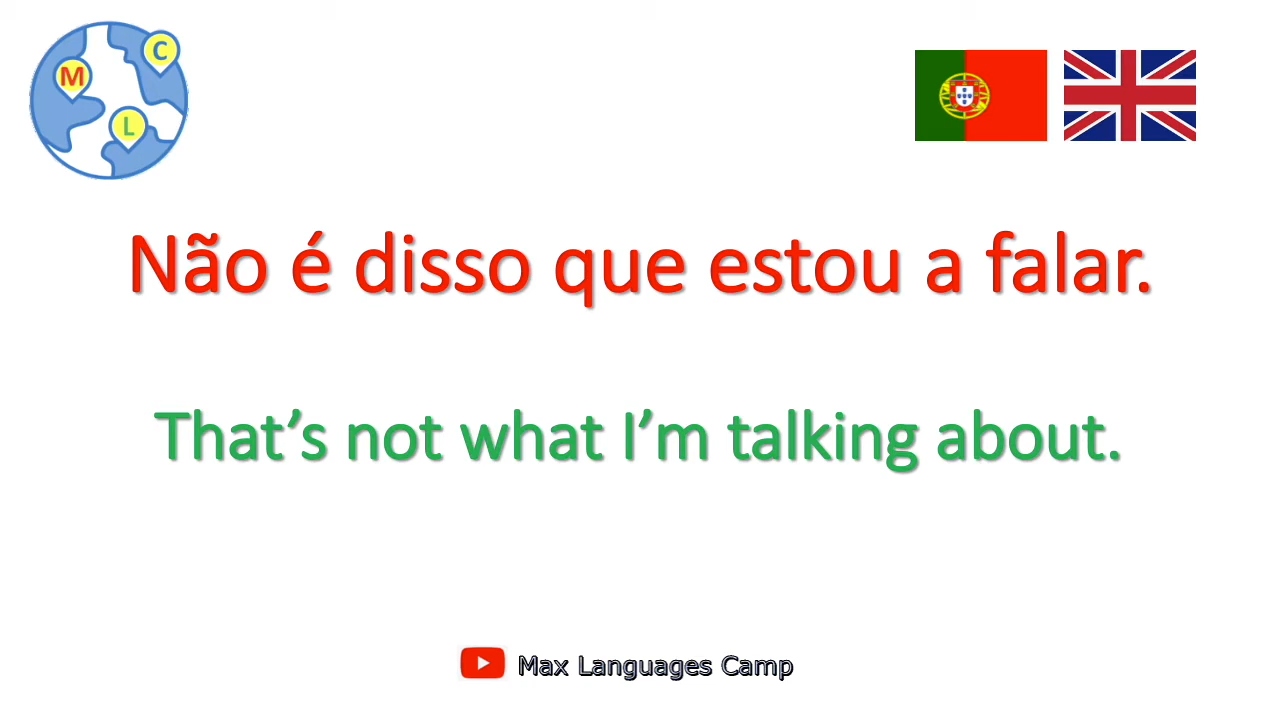 M
C
L
Não é disso que estou a falar.
That’s not what I’m talking about.
Max Languages Camp